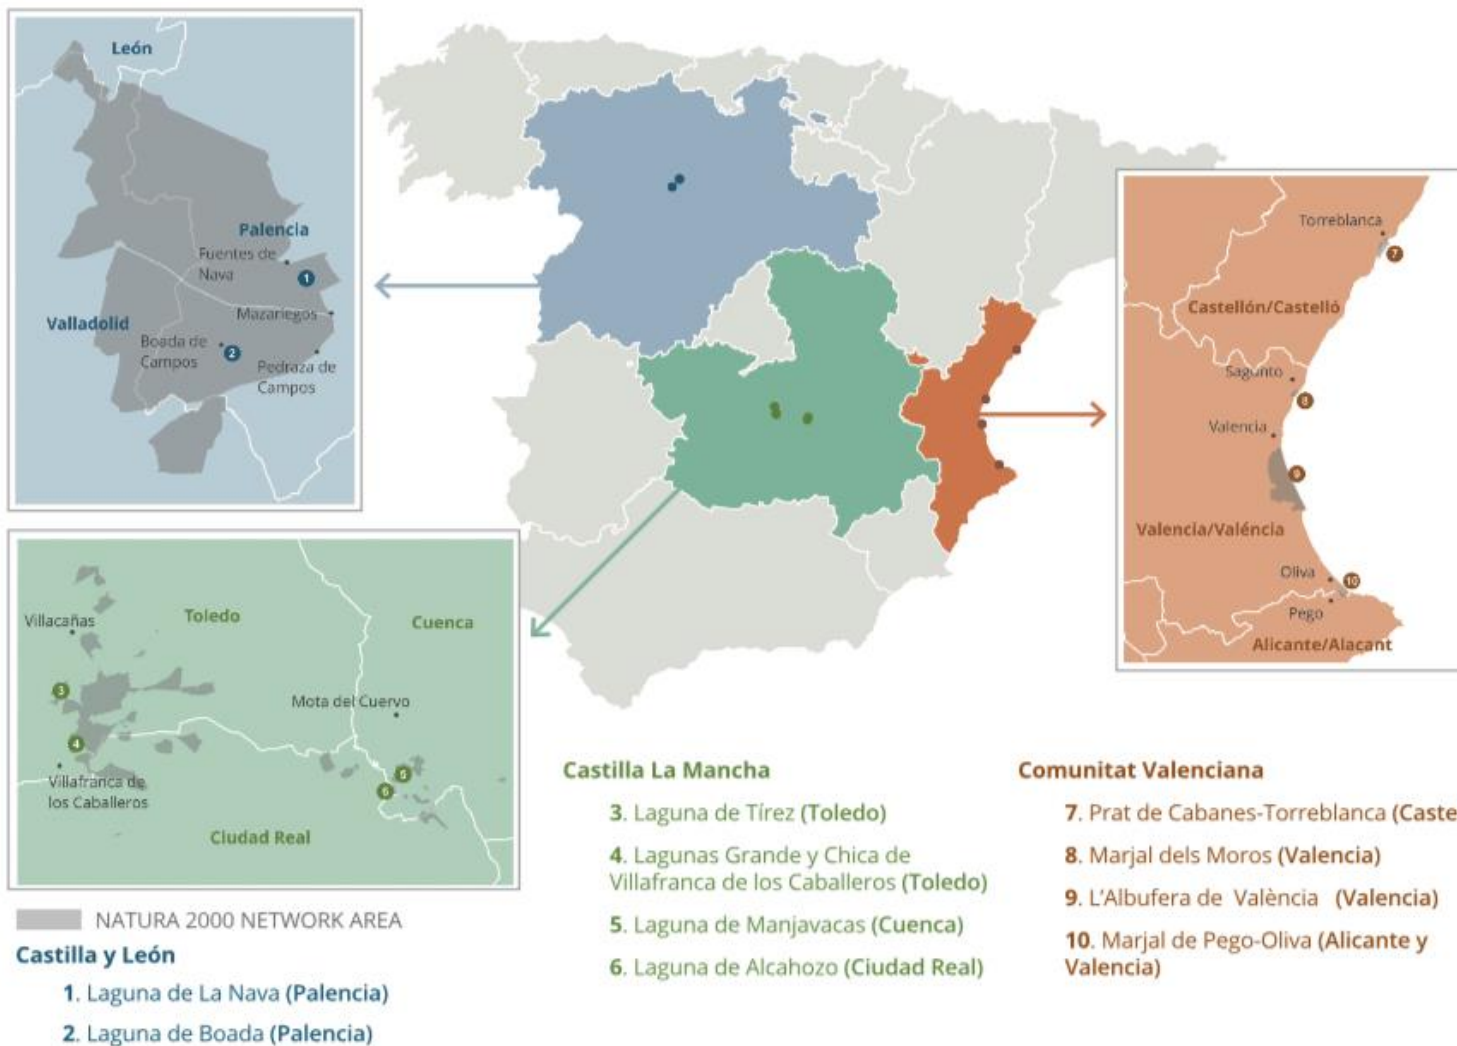 León
Palencia
Fuentes de
Nava
1
Valladolid
Mazariegos
Boada de
Campos
2
Pedraza de
Campos
Torreblanca
7
Castellón/Castelló
Sagunto
8
Valencia
9
Valencia/Valéncia
Oliva
10
Pego
Alicante/Alacant
Villacañas
Toledo
Cuenca
3
Mota del Cuervo
4
Villafranca de
los Caballeros
5
6
Ciudad Real
NATURA 2000 NETWORK AREA
Castilla y León
1. Laguna de La Nava (Palencia)
2. Laguna de Boada (Palencia)
Castilla La Mancha
3. Laguna de Tírez (Toledo)
4. Lagunas Grande y Chica de
Villafranca de los Caballeros (Toledo)
5. Laguna de Manjavacas (Cuenca)
6. Laguna de Alcahozo (Ciudad Real)
Comunitat Valenciana
7. Prat de Cabanes-Torreblanca (Caste
8. Marjal dels Moros (Valencia)
9. L'Albufera de València (Valencia)
10. Marjal de Pego-Oliva (Alicante y
Valencia)